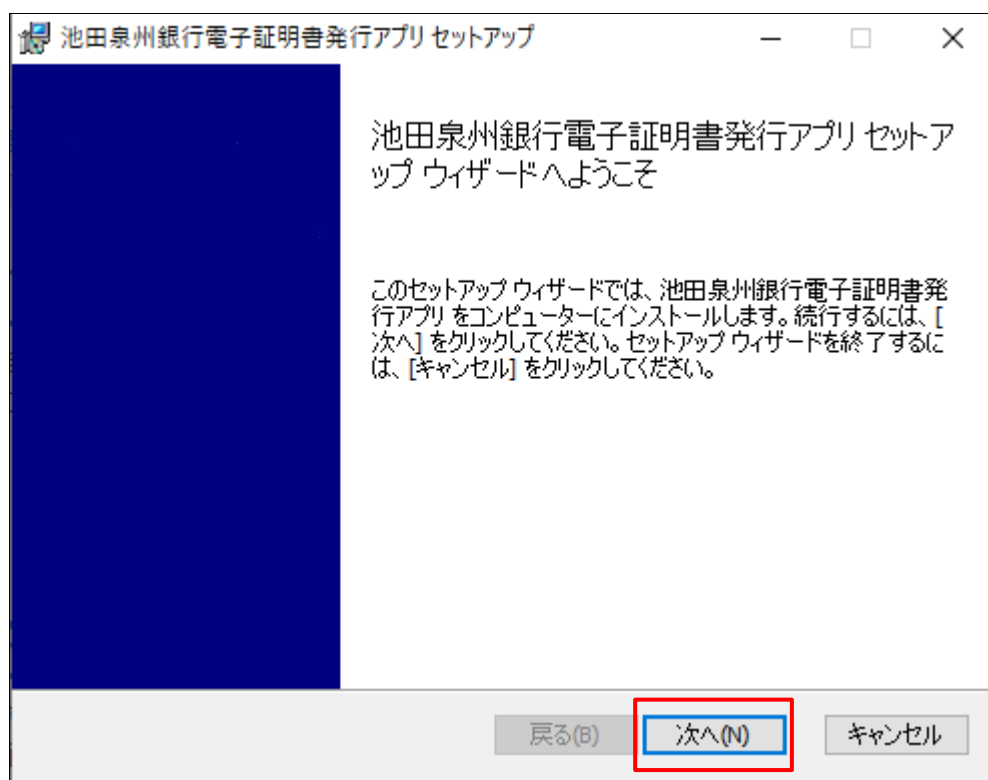 池田泉州銀行電子証明書発行アプリ セットアップ
池田泉州銀行電子証明書発行アプリ セットア
ップ ウィザード へようこそ
このセットアップ ウィザードでは、池田泉州銀行電子証明書発
行アプリ をコンピューターにインストールします。続行するには、[
次へ] をクリックしてください。セットアップ ウィザードを終了するに
は、[キャンセル] をクリックしてください。
戻る(B) 次へ(N) キャンセル